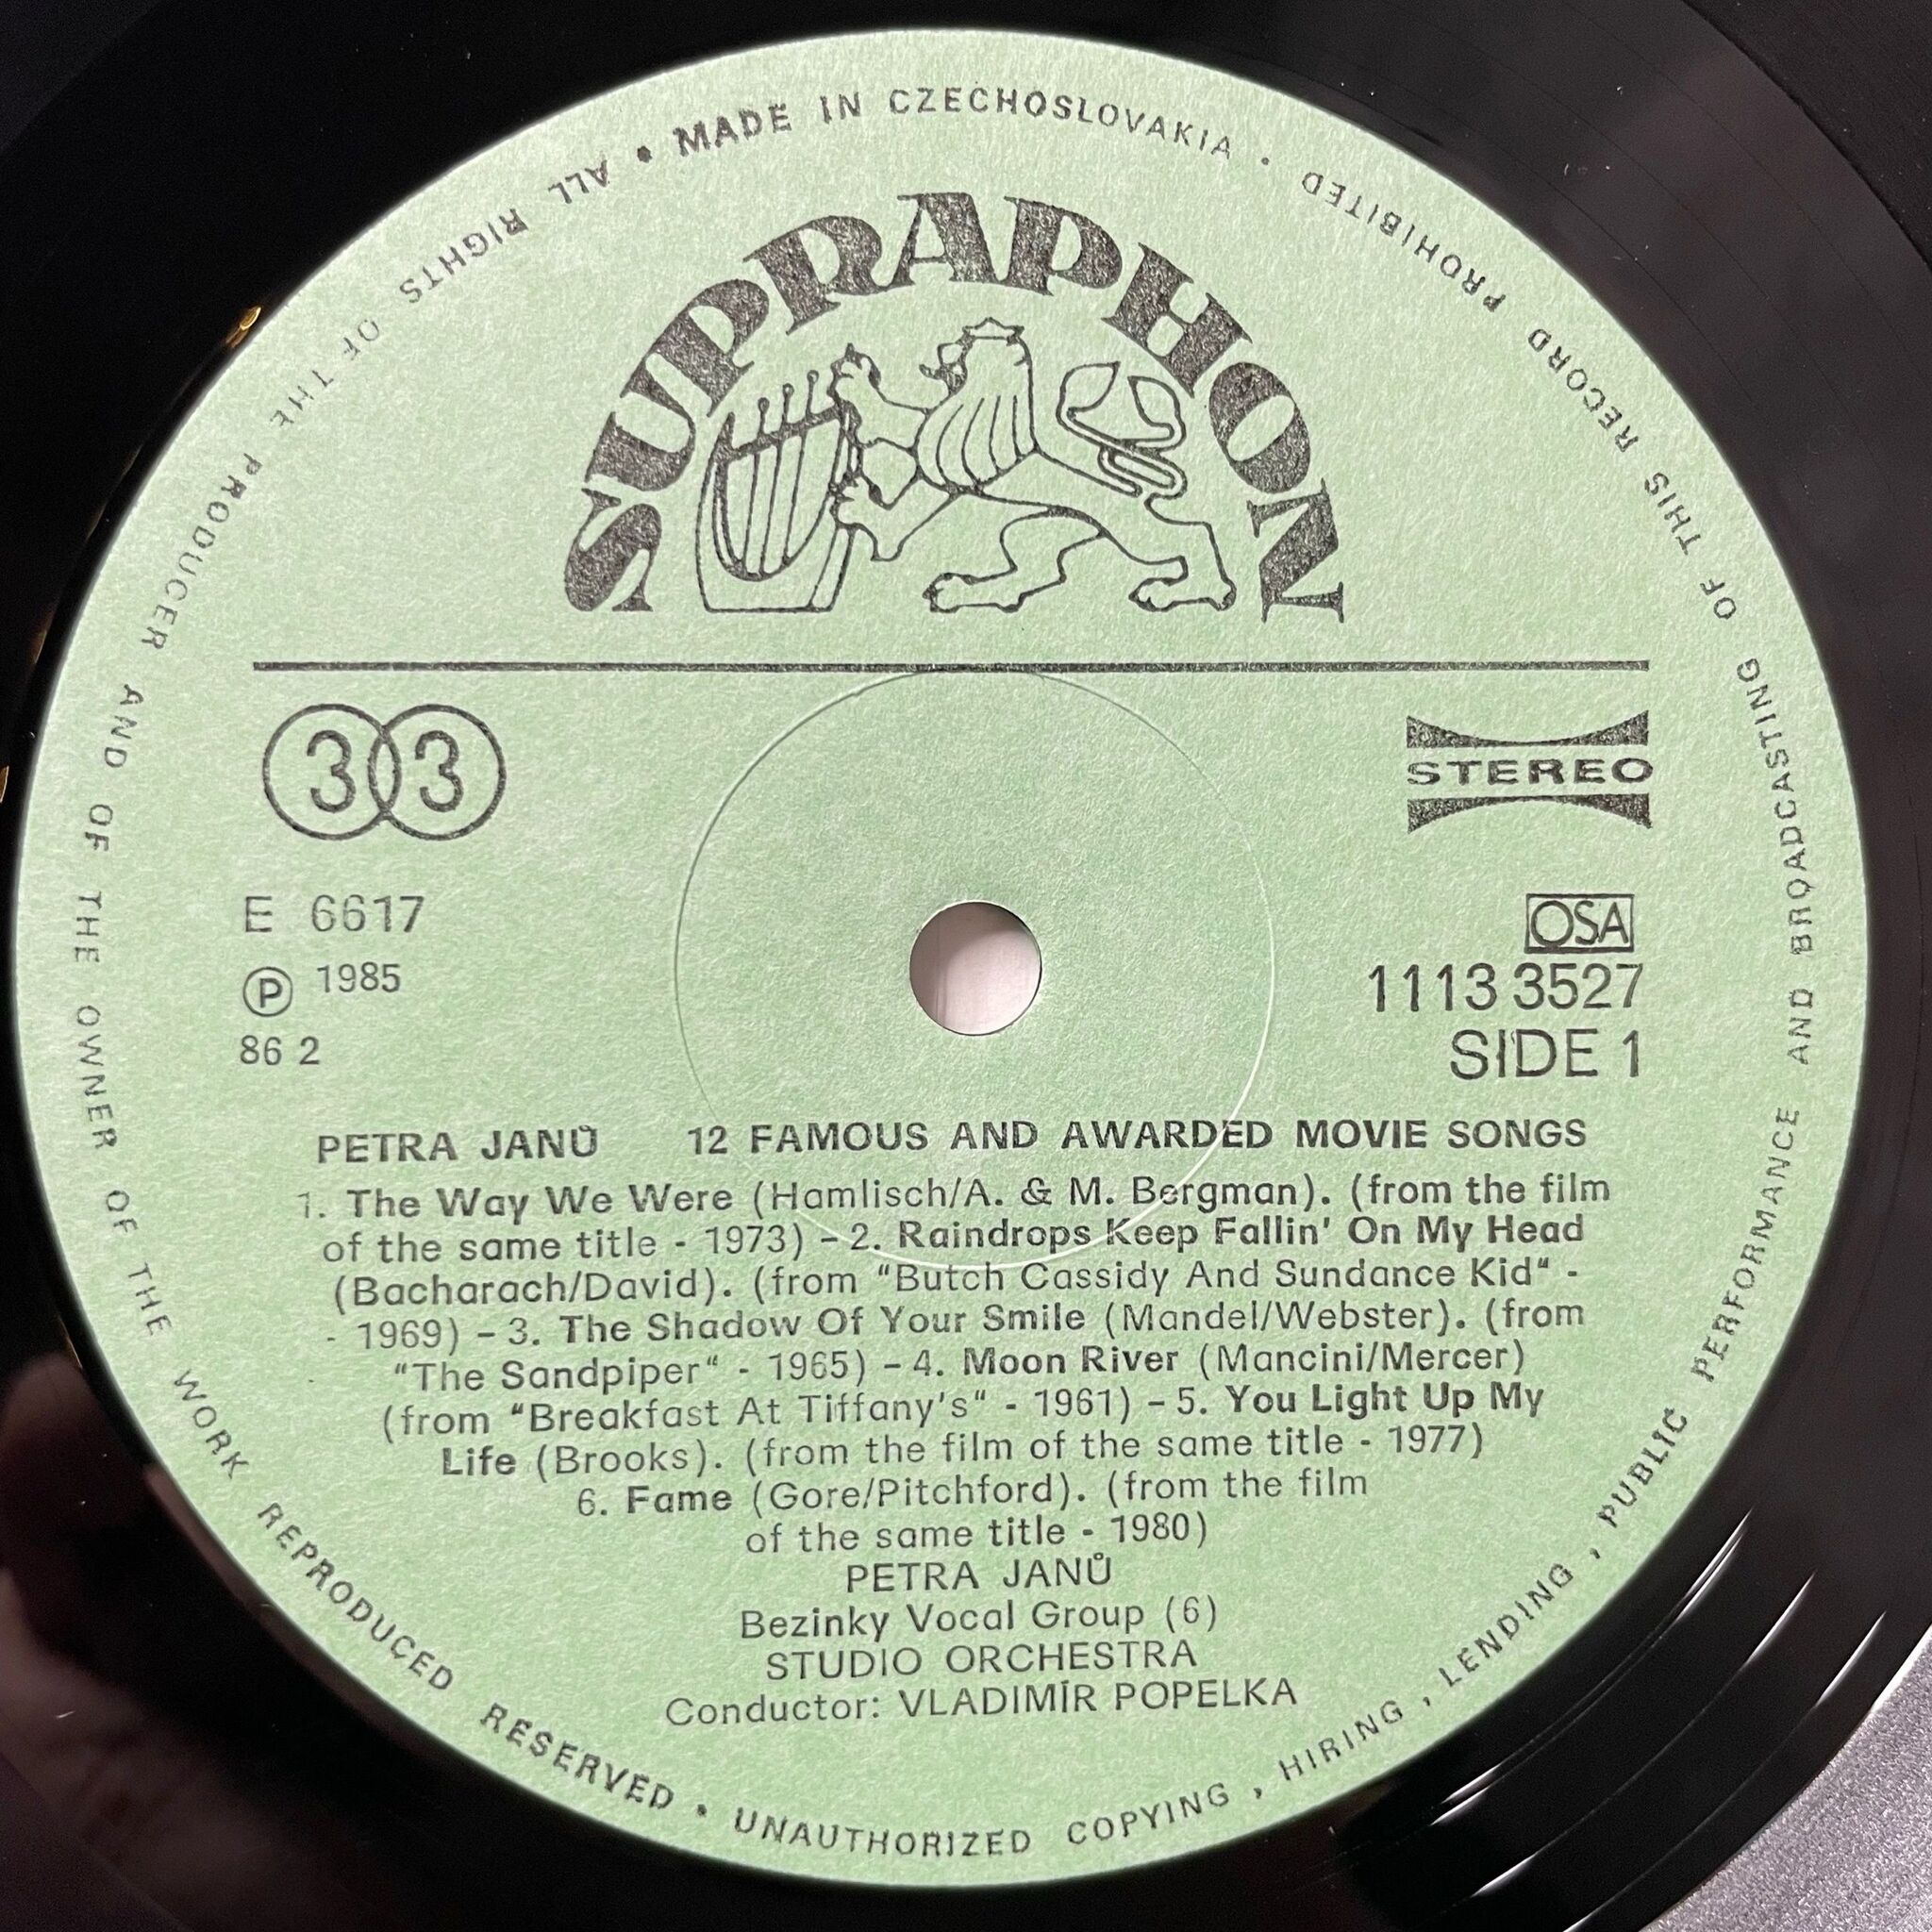 MADE IN CZECHOSLOVAKIA · ALL RIGHTS OF THE PRODUCER AND OF THE OWNER OF THE WORK REPRODUCED RESERVED · UNAUTHORIZED COPYING, HIRING, LENDING, PUBLIC PERFORMANCE AND BROADCASTING OF THIS RECORD PROHIBITED ·
SUPRAPHON
33
STEREO
E 6617
OSA
Ⓟ 1985
1113 3527
86 2
SIDE 1
PETRA JANŮ 12 FAMOUS AND AWARDED MOVIE SONGS
1. The Way We Were (Hamlisch/A. & M. Bergman). (from the film
of the same title - 1973) – 2. Raindrops Keep Fallin' On My Head
(Bacharach/David). (from "Butch Cassidy And Sundance Kid“ -
- 1969) – 3. The Shadow Of Your Smile (Mandel/Webster). (from
"The Sandpiper“ - 1965) – 4. Moon River (Mancini/Mercer)
(from "Breakfast At Tiffany's“ - 1961) – 5. You Light Up My
Life (Brooks). (from the film of the same title - 1977)
6. Fame (Gore/Pitchford). (from the film
of the same title - 1980)
PETRA JANŮ
Bezinky Vocal Group (6)
STUDIO ORCHESTRA
Conductor: VLADIMÍR POPELKA